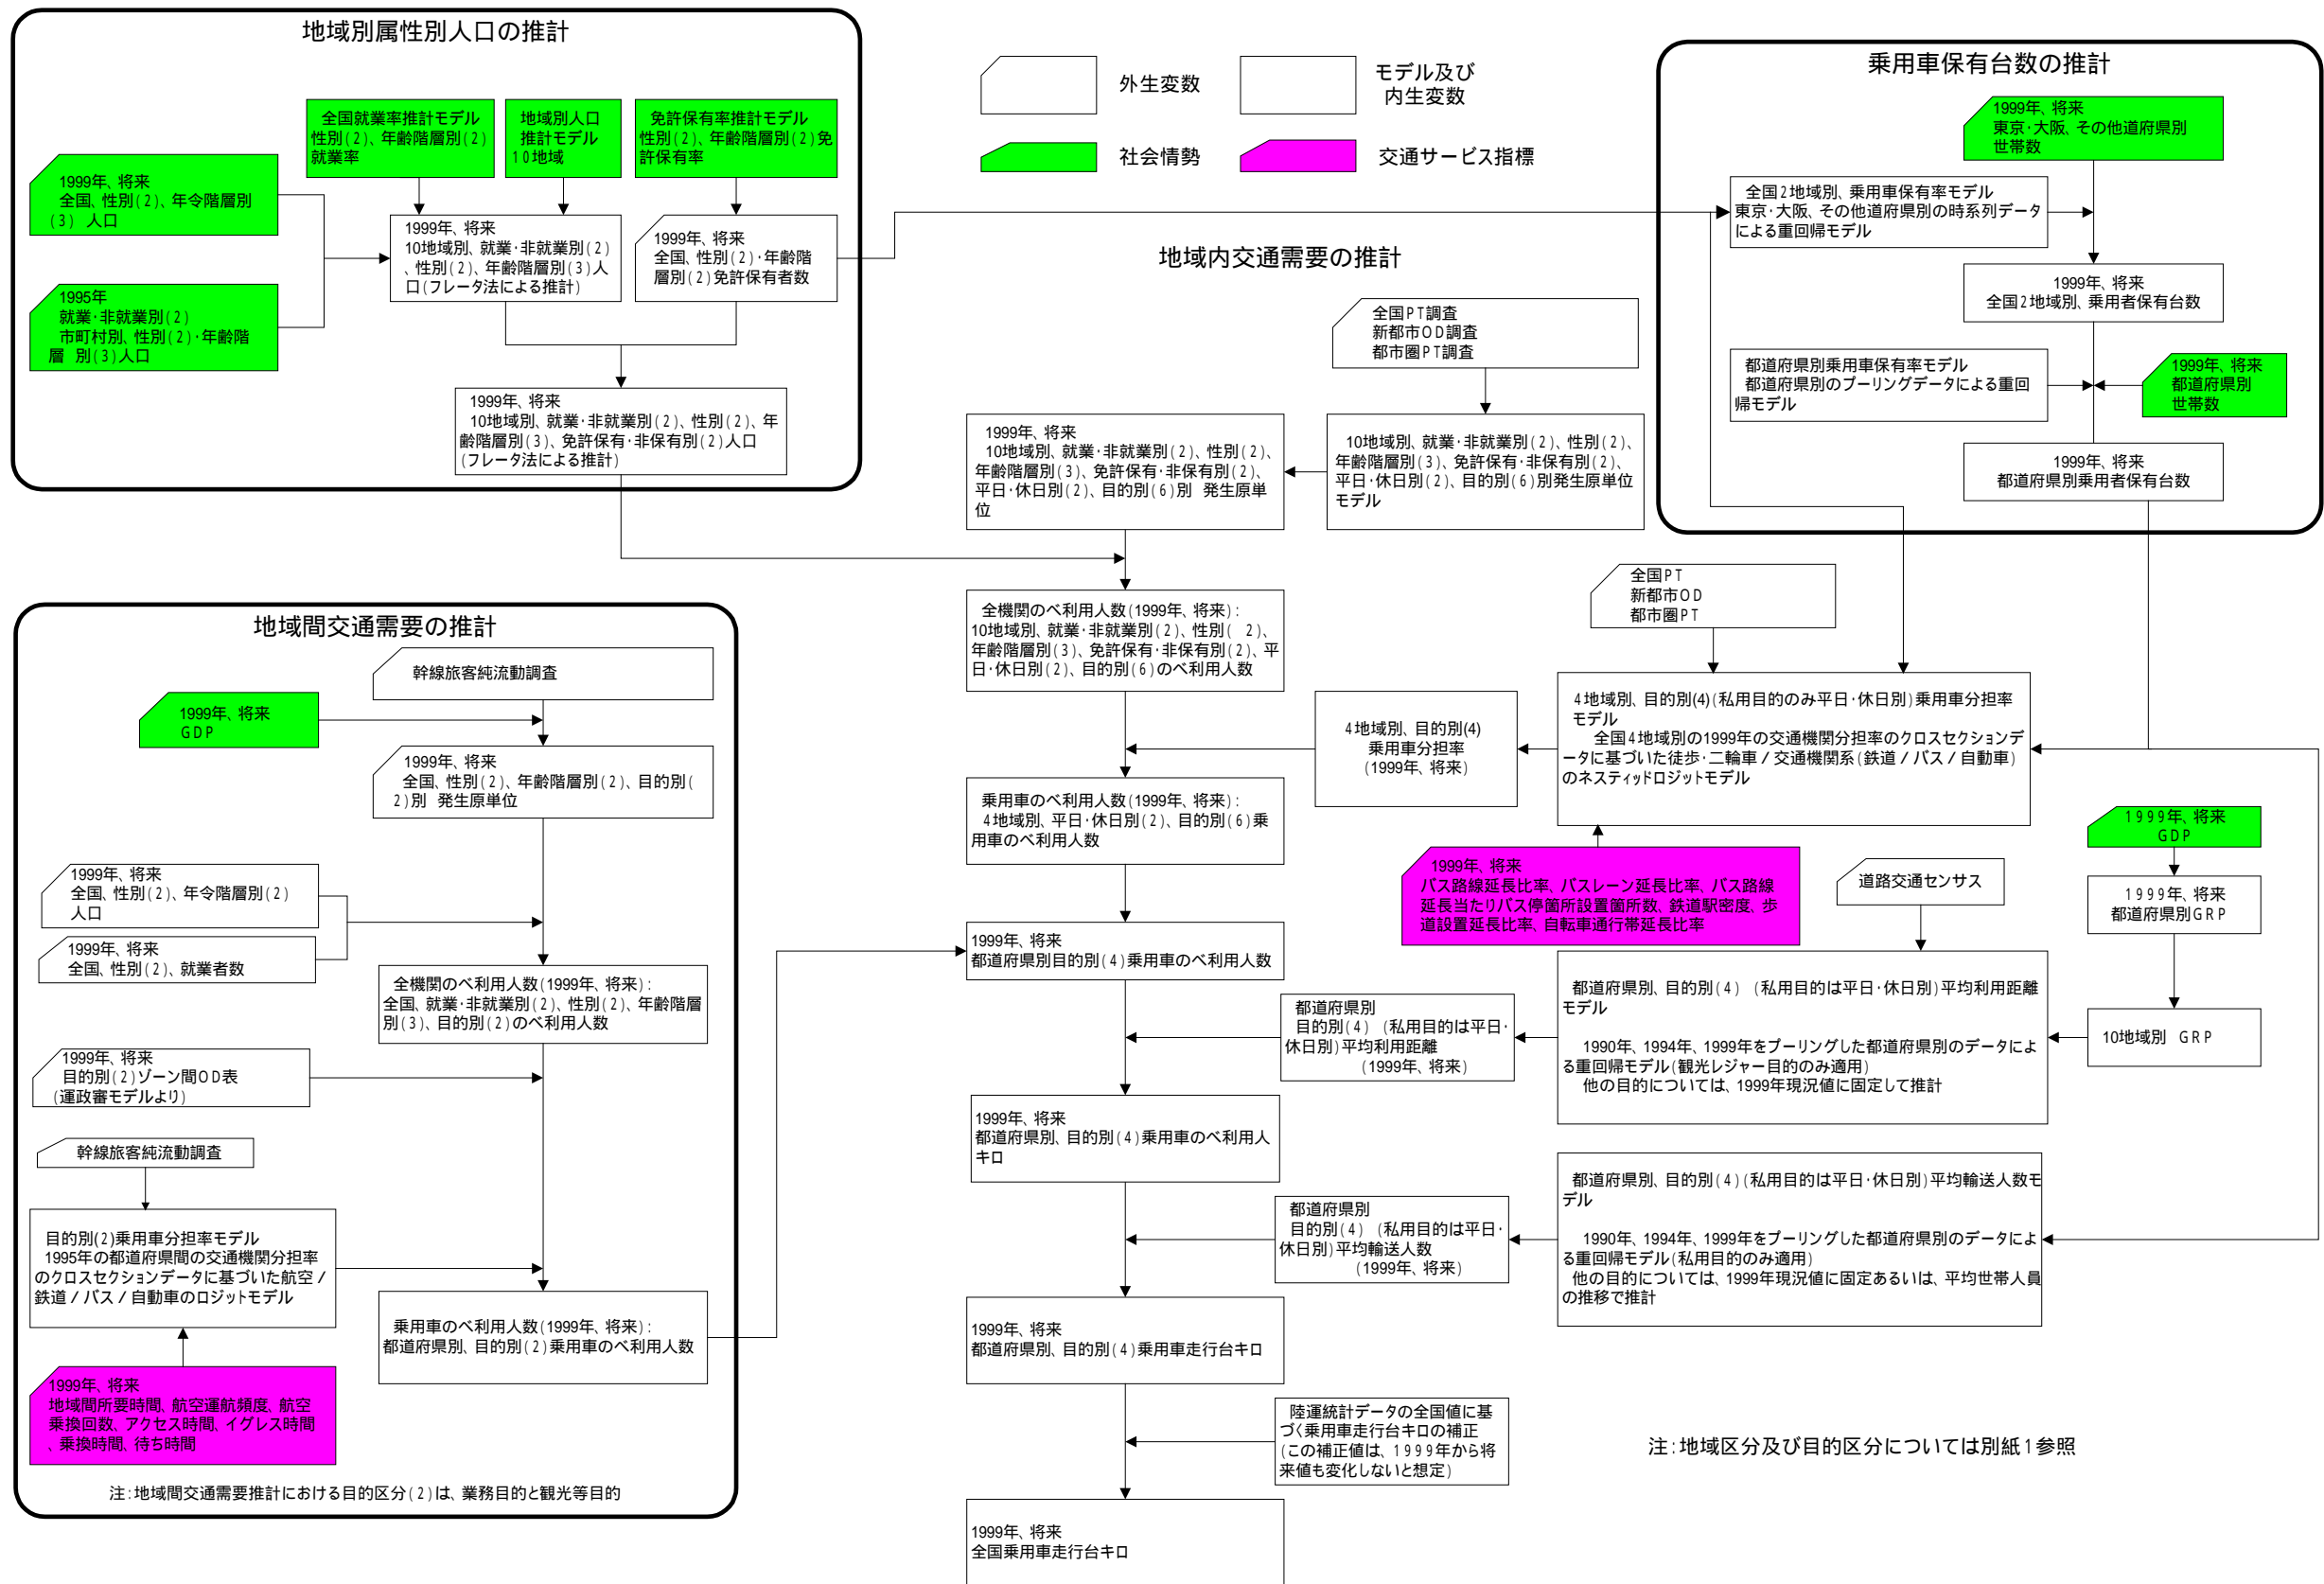 地域別属性別人口の推計
全国就業率推計モデル
性別(2)、年齢階層別(2)
就業率
地域別人口
推計モデル
10地域
免許保有率推計モデル
性別(2)、年齢階層別(2)免
許保有率
1999年、将来
全国、性別(2)、年令階層別
(3) 人口
1995年
就業・非就業別(2)
市町村別、性別(2)・年齢階
層 別(3)人口
1999年、将来
10地域別、就業・非就業別(2)
、性別(2)、年齢階層別(3)人
口(フレータ法による推計)
1999年、将来
全国、性別(2)・年齢階
層別(2)免許保有者数
1999年、将来
10地域別、就業・非就業別(2)、性別(2)、年
齢階層別(3)、免許保有・非保有別(2)人口
(フレータ法による推計)
外生変数
モデル及び
内生変数
社会情勢
交通サービス指標
乗用車保有台数の推計
1999年、将来
東京・大阪、その他道府県別
世帯数
全国2地域別、乗用車保有率モデル
東京・大阪、その他道府県別の時系列データ
による重回帰モデル
1999年、将来
全国2地域別、乗用者保有台数
都道府県別乗用車保有率モデル
都道府県別のプーリングデータによる重回
帰モデル
1999年、将来
都道府県別
世帯数
1999年、将来
都道府県別乗用者保有台数
地域内交通需要の推計
全国PT調査
新都市OD調査
都市圏PT調査
1999年、将来
10地域別、就業・非就業別(2)、性別(2)、
年齢階層別(3)、免許保有・非保有別(2)、
平日・休日別(2)、目的別(6)別 発生原単
位
10地域別、就業・非就業別(2)、性別(2)、
年齢階層別(3)、免許保有・非保有別(2)、
平日・休日別(2)、目的別(6)別発生原単位
モデル
全機関のべ利用人数(1999年、将来):
10地域別、就業・非就業別(2)、性別( 2)、
年齢階層別(3)、免許保有・非保有別(2)、平
日・休日別(2)、目的別(6)のべ利用人数
全国PT
新都市OD
都市圏PT
4地域別、目的別(4)
乗用車分担率
(1999年、将来)
4地域別、目的別(4)(私用目的のみ平日・休日別)乗用車分担率
モデル
全国4地域別の1999年の交通機関分担率のクロスセクションデ
ータに基づいた徒歩・二輪車/交通機関系(鉄道/バス/自動車)
のネスティッドロジットモデル
乗用車のべ利用人数(1999年、将来):
4地域別、平日・休日別(2)、目的別(6)乗
用車のべ利用人数
1999年、将来
バス路線延長比率、バスレーン延長比率、バス路線
延長当たりバス停箇所設置箇所数、鉄道駅密度、歩
道設置延長比率、自転車通行帯延長比率
道路交通センサス
1999年、将来
GDP
1999年、将来
都道府県別GRP
10地域別 GRP
1999年、将来
都道府県別目的別(4)乗用車のべ利用人数
都道府県別
目的別(4) (私用目的は平日・
休日別)平均利用距離
(1999年、将来)
都道府県別、目的別(4) (私用目的は平日・休日別)平均利用距離
モデル
1990年、1994年、1999年をプーリングした都道府県別のデータによ
る重回帰モデル(観光レジャー目的のみ適用)
他の目的については、1999年現況値に固定して推計
1999年、将来
都道府県別、目的別(4)乗用車のべ利用人
キロ
都道府県別
目的別(4) (私用目的は平日・
休日別)平均輸送人数
(1999年、将来)
都道府県別、目的別(4)(私用目的は平日・休日別)平均輸送人数モ
デル
1990年、1994年、1999年をプーリングした都道府県別のデータによ
る重回帰モデル(私用目的のみ適用)
他の目的については、1999年現況値に固定あるいは、平均世帯人員
の推移で推計
1999年、将来
都道府県別、目的別(4)乗用車走行台キロ
陸運統計データの全国値に基
づく乗用車走行台キロの補正
(この補正値は、1999年から将
来値も変化しないと想定)
1999年、将来
全国乗用車走行台キロ
注:地域区分及び目的区分については別紙1参照
地域間交通需要の推計
幹線旅客純流動調査
1999年、将来
GDP
1999年、将来
全国、性別(2)、年齢階層別(2)、目的別(
2)別 発生原単位
1999年、将来
全国、性別(2)、年令階層別(2)
人口
1999年、将来
全国、性別(2)、就業者数
全機関のべ利用人数(1999年、将来):
全国、就業・非就業別(2)、性別(2)、年齢階層
別(3)、目的別(2)のべ利用人数
1999年、将来
目的別(2)ゾーン間OD表
(運政審モデルより)
幹線旅客純流動調査
目的別(2)乗用車分担率モデル
1995年の都道府県間の交通機関分担率
のクロスセクションデータに基づいた航空/
鉄道/バス/自動車のロジットモデル
乗用車のべ利用人数(1999年、将来):
都道府県別、目的別(2)乗用車のべ利用人数
1999年、将来
地域間所要時間、航空運航頻度、航空
乗換回数、アクセス時間、イグレス時間
、乗換時間、待ち時間
注:地域間交通需要推計における目的区分(2)は、業務目的と観光等目的